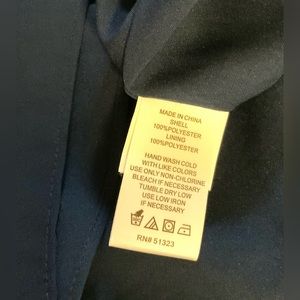 MADE IN CHINA
SHELL
100%POLYESTER
LINING
100%POLYESTER
HAND WASH COLD
WITH LIKE COLORS
USE ONLY NON-CHLORINE
BLEACH IF NECESSARY
TUMBLE DRY LOW
USE LOW IRON
IF NECESSARY
RN# 51323